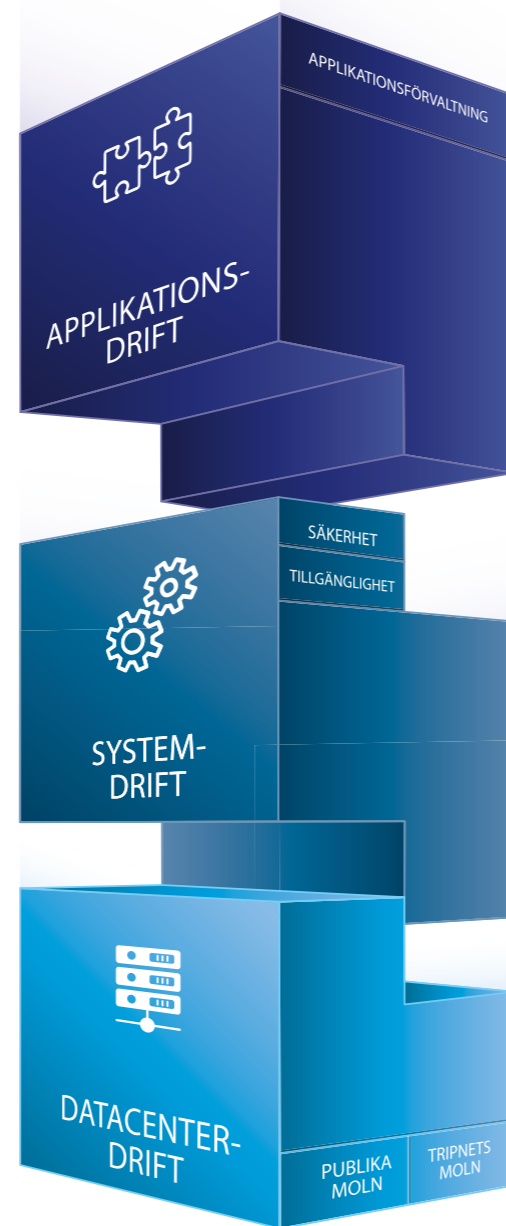 APPLIKATIONSFÖRVALTNING
APPLIKATIONS-
DRIFT
SÄKERHET
TILLGÄNGLIGHET
SYSTEM-
DRIFT
DATACENTER-
DRIFT
PUBLIKA
MOLN
TRIPNETS
MOLN